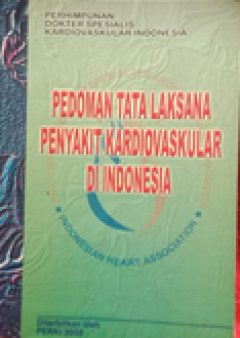 PERHIMPUNAN
DOKTER SPESIALIS
KARDIOVASKULAR INDONESIA
PEDOMAN TATA LAKSANA
PENYAKIT KARDIOVASKULAR
DI INDONESIA
INDONESIAN HEART ASSOCIATION
Diterbitkan oleh
PERKI 2003